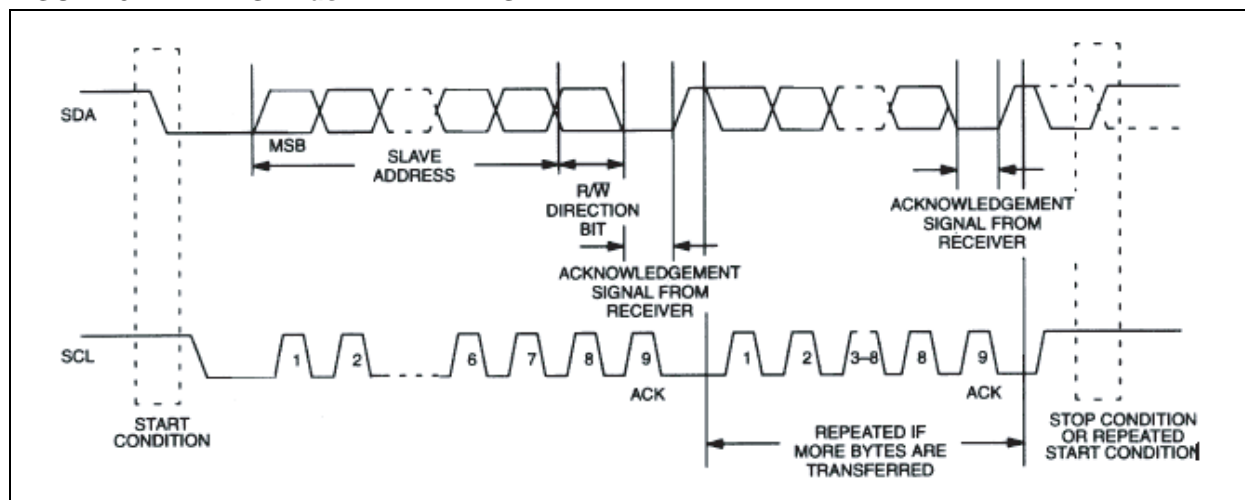 SDA
MSB
SLAVE
ADDRESS
R/W̅
DIRECTION
BIT
ACKNOWLEDGEMENT
SIGNAL FROM
RECEIVER
ACKNOWLEDGEMENT
SIGNAL FROM
RECEIVER
SCL
1 2 6 7 8 9 1 2 3–8 8 9
ACK ACK
START
CONDITION
REPEATED IF
MORE BYTES ARE
TRANSFERRED
STOP CONDITION
OR REPEATED
START CONDITION